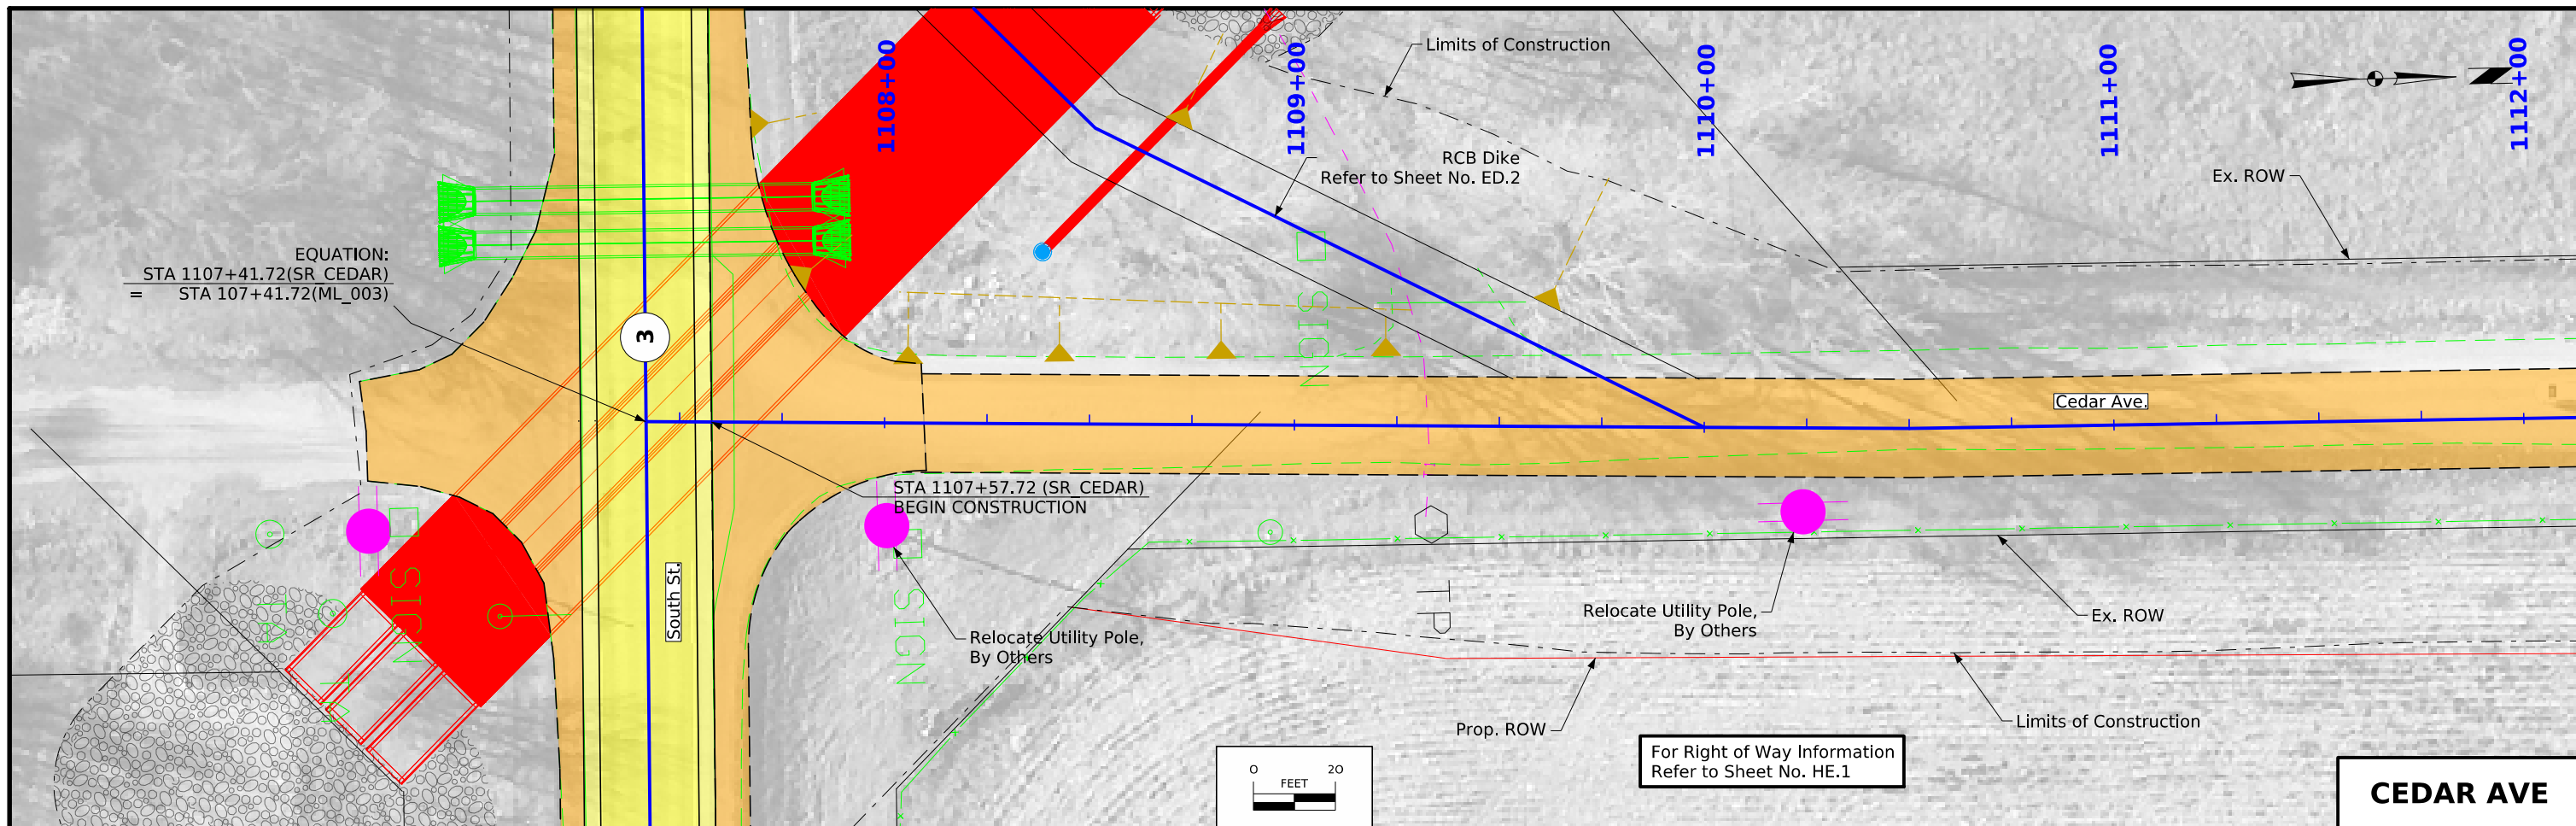 1108+00
1109+00
1110+00
1111+00
1112+00
Limits of Construction
RCB Dike
Refer to Sheet No. ED.2
Ex. ROW
EQUATION:
STA 1107+41.72(SR_CEDAR)
= STA 107+41.72(ML_003)
3
SIGN
Cedar Ave.
STA 1107+57.72 (SR_CEDAR)
BEGIN CONSTRUCTION
South St.
SIGN
SIGN
TP
Relocate Utility Pole,
By Others
Relocate Utility Pole,
By Others
Ex. ROW
Prop. ROW
Limits of Construction
For Right of Way Information
Refer to Sheet No. HE.1
0 20
FEET
CEDAR AVE